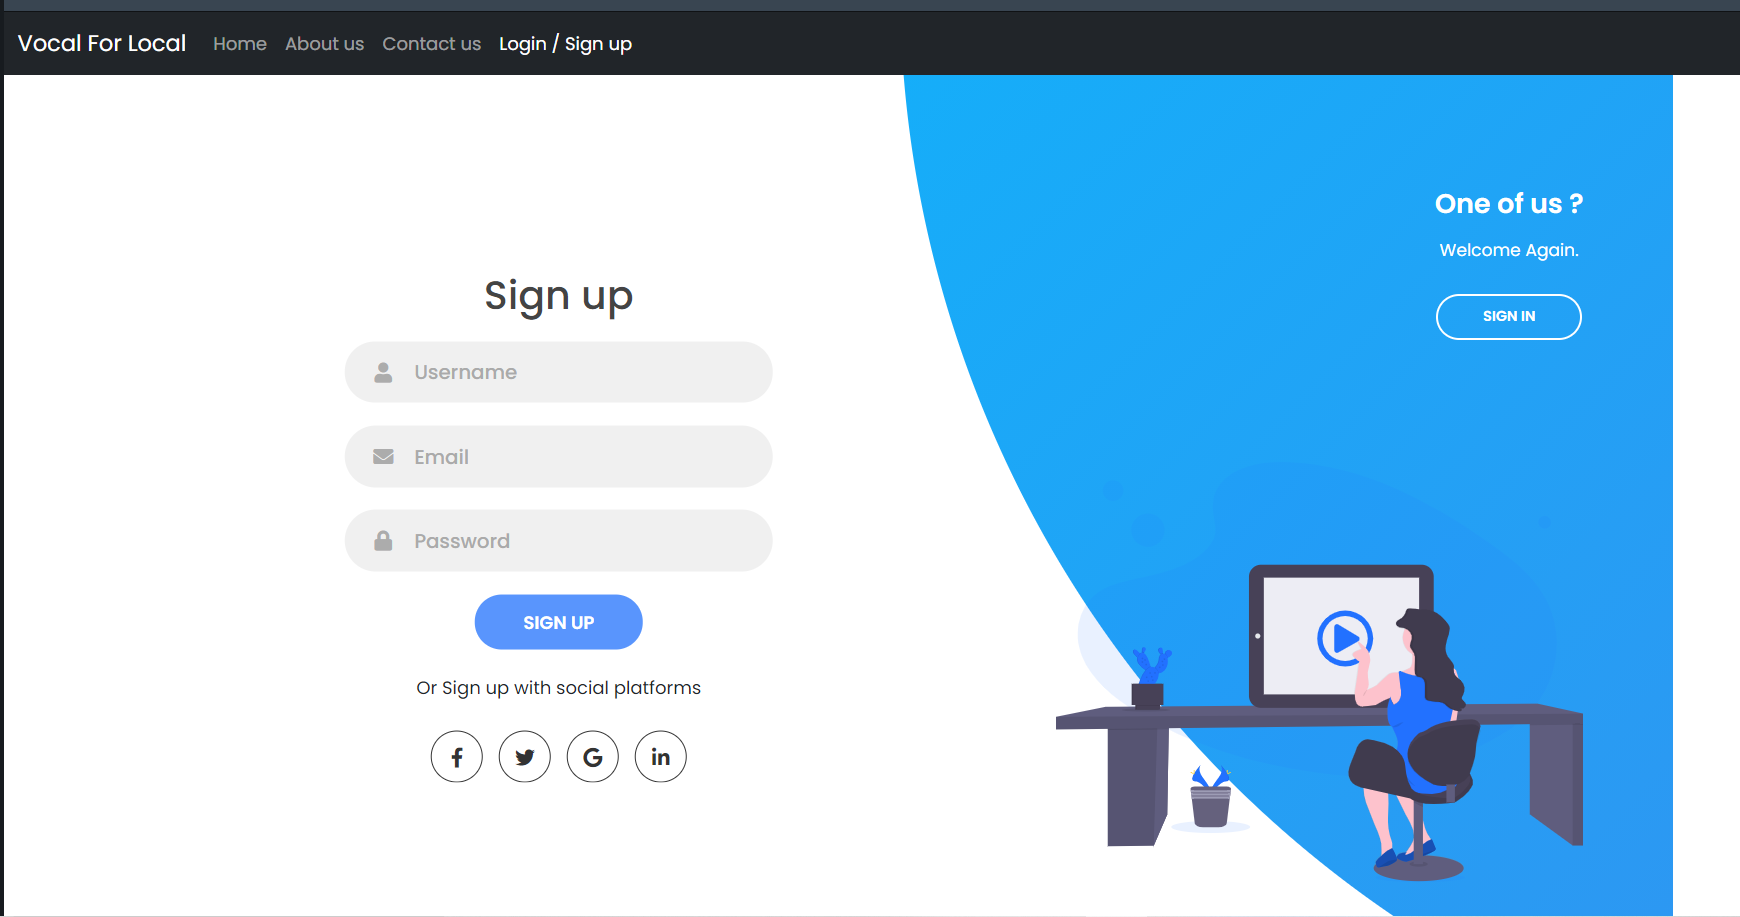 Vocal For Local Home About us Contact us Login / Sign up
Sign up
Username
Email
Password
SIGN UP
Or Sign up with social platforms
One of us ?
Welcome Again.
SIGN IN